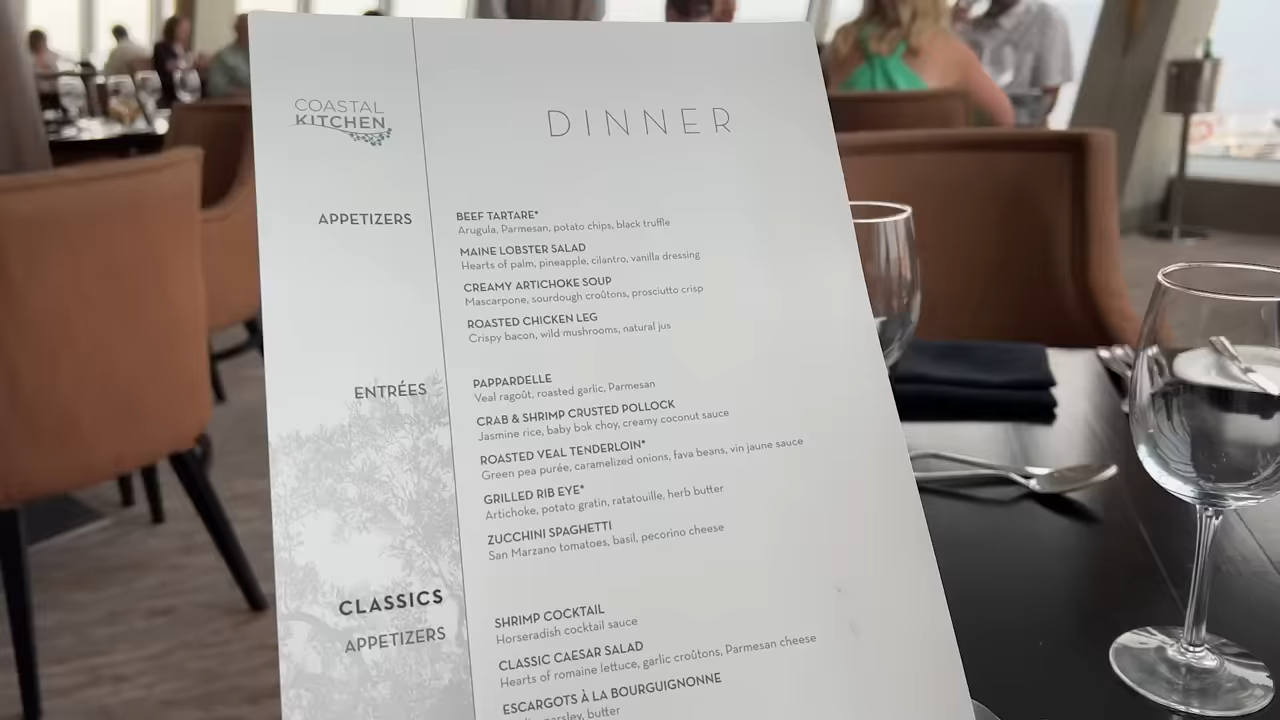 COASTAL
KITCHEN
DINNER
APPETIZERS
BEEF TARTARE*
Arugula, Parmesan, potato chips, black truffle
MAINE LOBSTER SALAD
Hearts of palm, pineapple, cilantro, vanilla dressing
CREAMY ARTICHOKE SOUP
Mascarpone, sourdough croûtons, prosciutto crisp
ROASTED CHICKEN LEG
Crispy bacon, wild mushrooms, natural jus
ENTRÉES
PAPPARDELLE
Veal ragoût, roasted garlic, Parmesan
CRAB & SHRIMP CRUSTED POLLOCK
Jasmine rice, baby bok choy, creamy coconut sauce
ROASTED VEAL TENDERLOIN*
Green pea purée, caramelized onions, fava beans, vin jaune sauce
GRILLED RIB EYE*
Artichoke, potato gratin, ratatouille, herb butter
ZUCCHINI SPAGHETTI
San Marzano tomatoes, basil, pecorino cheese
CLASSICS
APPETIZERS
SHRIMP COCKTAIL
Horseradish cocktail sauce
CLASSIC CAESAR SALAD
Hearts of romaine lettuce, garlic croûtons, Parmesan cheese
ESCARGOTS À LA BOURGUIGNONNE
parsley, butter